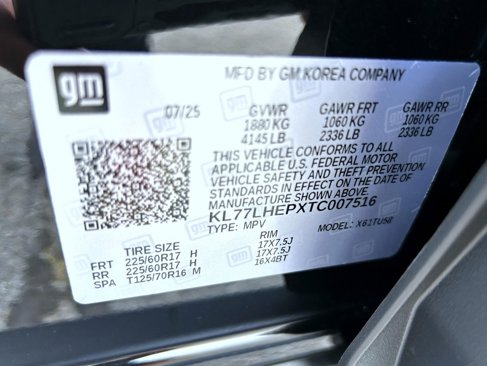 gm
MFD BY GM KOREA COMPANY
07/25 GVWR GAWR FRT GAWR RR
1880 KG 1060 KG 1060 KG
4145 LB 2336 LB 2336 LB
THIS VEHICLE CONFORMS TO ALL
APPLICABLE U.S. FEDERAL MOTOR
VEHICLE SAFETY AND THEFT PREVENTION
STANDARDS IN EFFECT ON THE DATE OF
MANUFACTURE SHOWN ABOVE.
KL77LHEPXTC007516
TYPE: MPV MODEL:
TIRE SIZE RIM
FRT 225/60R17 H 17X7.5J
RR 225/60R17 H 17X7.5J
SPA T125/70R16 M 16X4BT